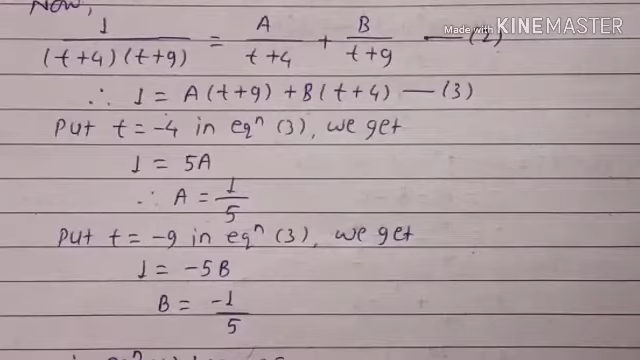 Now,
1/((t+4)(t+9)) = A/(t+4) + B/(t+9) — (2)
Made with KINEMASTER
∴ 1 = A(t+9) + B(t+4) — (3)
Put t = -4 in eqⁿ (3), we get
1 = 5A
∴ A = 1/5
Put t = -9 in eqⁿ (3), we get
1 = -5B
B = -1/5